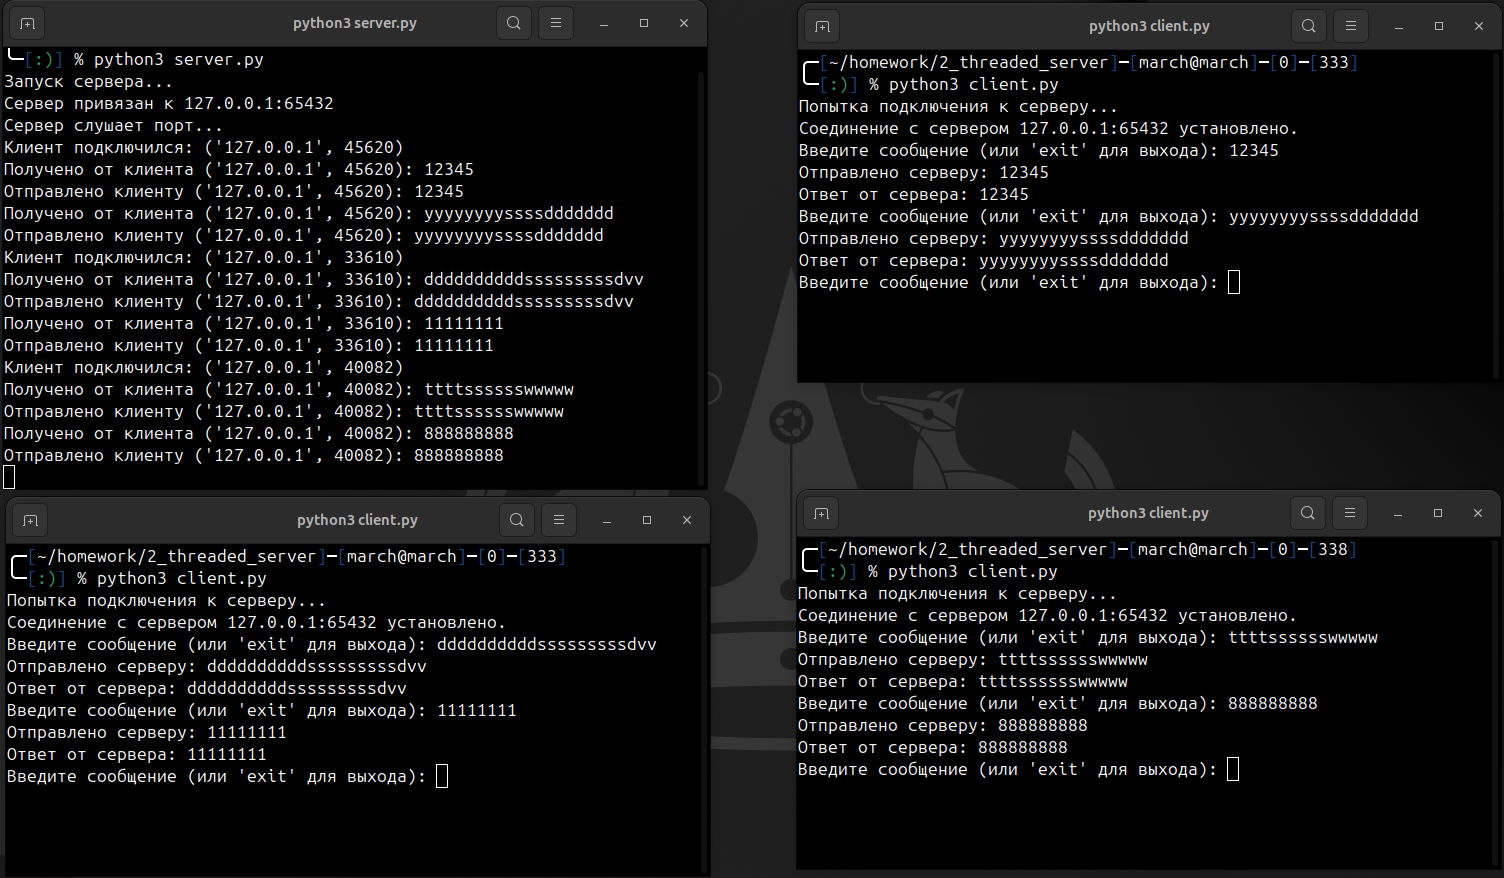 python3 server.py
[:)] % python3 server.py
Запуск сервера...
Сервер привязан к 127.0.0.1:65432
Сервер слушает порт...
Клиент подключился: ('127.0.0.1', 45620)
Получено от клиента ('127.0.0.1', 45620): 12345
Отправлено клиенту ('127.0.0.1', 45620): 12345
Получено от клиента ('127.0.0.1', 45620): yyyyyyyyssssddddddd
Отправлено клиенту ('127.0.0.1', 45620): yyyyyyyyssssddddddd
Клиент подключился: ('127.0.0.1', 33610)
Получено от клиента ('127.0.0.1', 33610): ddddddddddsssssssssdvv
Отправлено клиенту ('127.0.0.1', 33610): ddddddddddsssssssssdvv
Получено от клиента ('127.0.0.1', 33610): 11111111
Отправлено клиенту ('127.0.0.1', 33610): 11111111
Клиент подключился: ('127.0.0.1', 40082)
Получено от клиента ('127.0.0.1', 40082): ttttsssssswwwww
Отправлено клиенту ('127.0.0.1', 40082): ttttsssssswwwww
Получено от клиента ('127.0.0.1', 40082): 888888888
Отправлено клиенту ('127.0.0.1', 40082): 888888888
python3 client.py
[~/homework/2_threaded_server]─[march@march]─[0]─[333]
[:)] % python3 client.py
Попытка подключения к серверу...
Соединение с сервером 127.0.0.1:65432 установлено.
Введите сообщение (или 'exit' для выхода): 12345
Отправлено серверу: 12345
Ответ от сервера: 12345
Введите сообщение (или 'exit' для выхода): yyyyyyyyssssddddddd
Отправлено серверу: yyyyyyyyssssddddddd
Ответ от сервера: yyyyyyyyssssddddddd
Введите сообщение (или 'exit' для выхода):
python3 client.py
[~/homework/2_threaded_server]─[march@march]─[0]─[333]
[:)] % python3 client.py
Попытка подключения к серверу...
Соединение с сервером 127.0.0.1:65432 установлено.
Введите сообщение (или 'exit' для выхода): ddddddddddsssssssssdvv
Отправлено серверу: ddddddddddsssssssssdvv
Ответ от сервера: ddddddddddsssssssssdvv
Введите сообщение (или 'exit' для выхода): 11111111
Отправлено серверу: 11111111
Ответ от сервера: 11111111
Введите сообщение (или 'exit' для выхода):
python3 client.py
[~/homework/2_threaded_server]─[march@march]─[0]─[338]
[:)] % python3 client.py
Попытка подключения к серверу...
Соединение с сервером 127.0.0.1:65432 установлено.
Введите сообщение (или 'exit' для выхода): ttttsssssswwwww
Отправлено серверу: ttttsssssswwwww
Ответ от сервера: ttttsssssswwwww
Введите сообщение (или 'exit' для выхода): 888888888
Отправлено серверу: 888888888
Ответ от сервера: 888888888
Введите сообщение (или 'exit' для выхода):